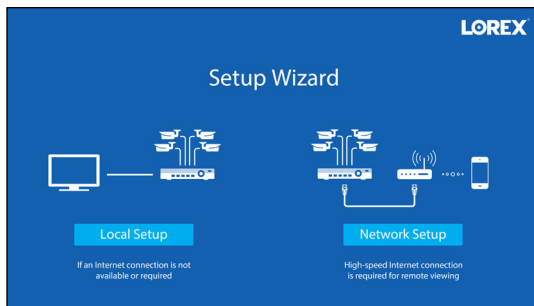 LOREX
Setup Wizard
Local Setup
If an Internet connection is not
available or required
Network Setup
High-speed Internet connection
is required for remote viewing